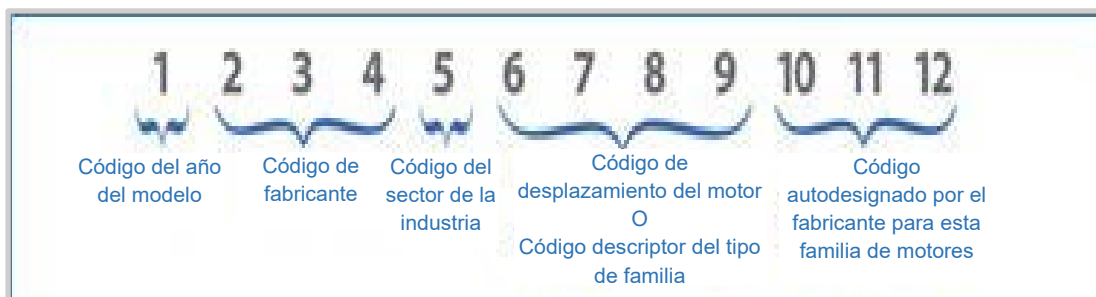 1 2 3 4 5 6 7 8 9 10 11 12
Código del año
del modelo
Código de
fabricante
Código del
sector de la
industria
Código de
desplazamiento del motor
O
Código descriptor del tipo
de familia
Código
autodesignado por el
fabricante para esta
familia de motores